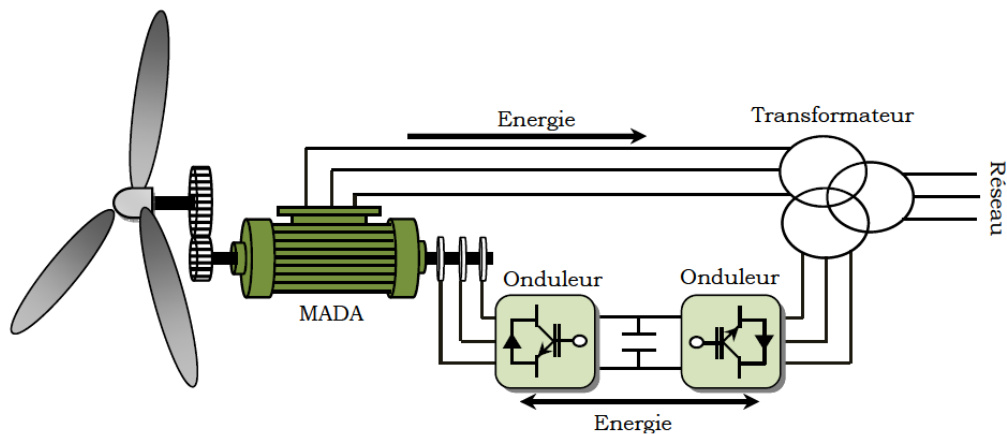 Energie
Transformateur
Réseau
MADA
Onduleur
Onduleur
Energie